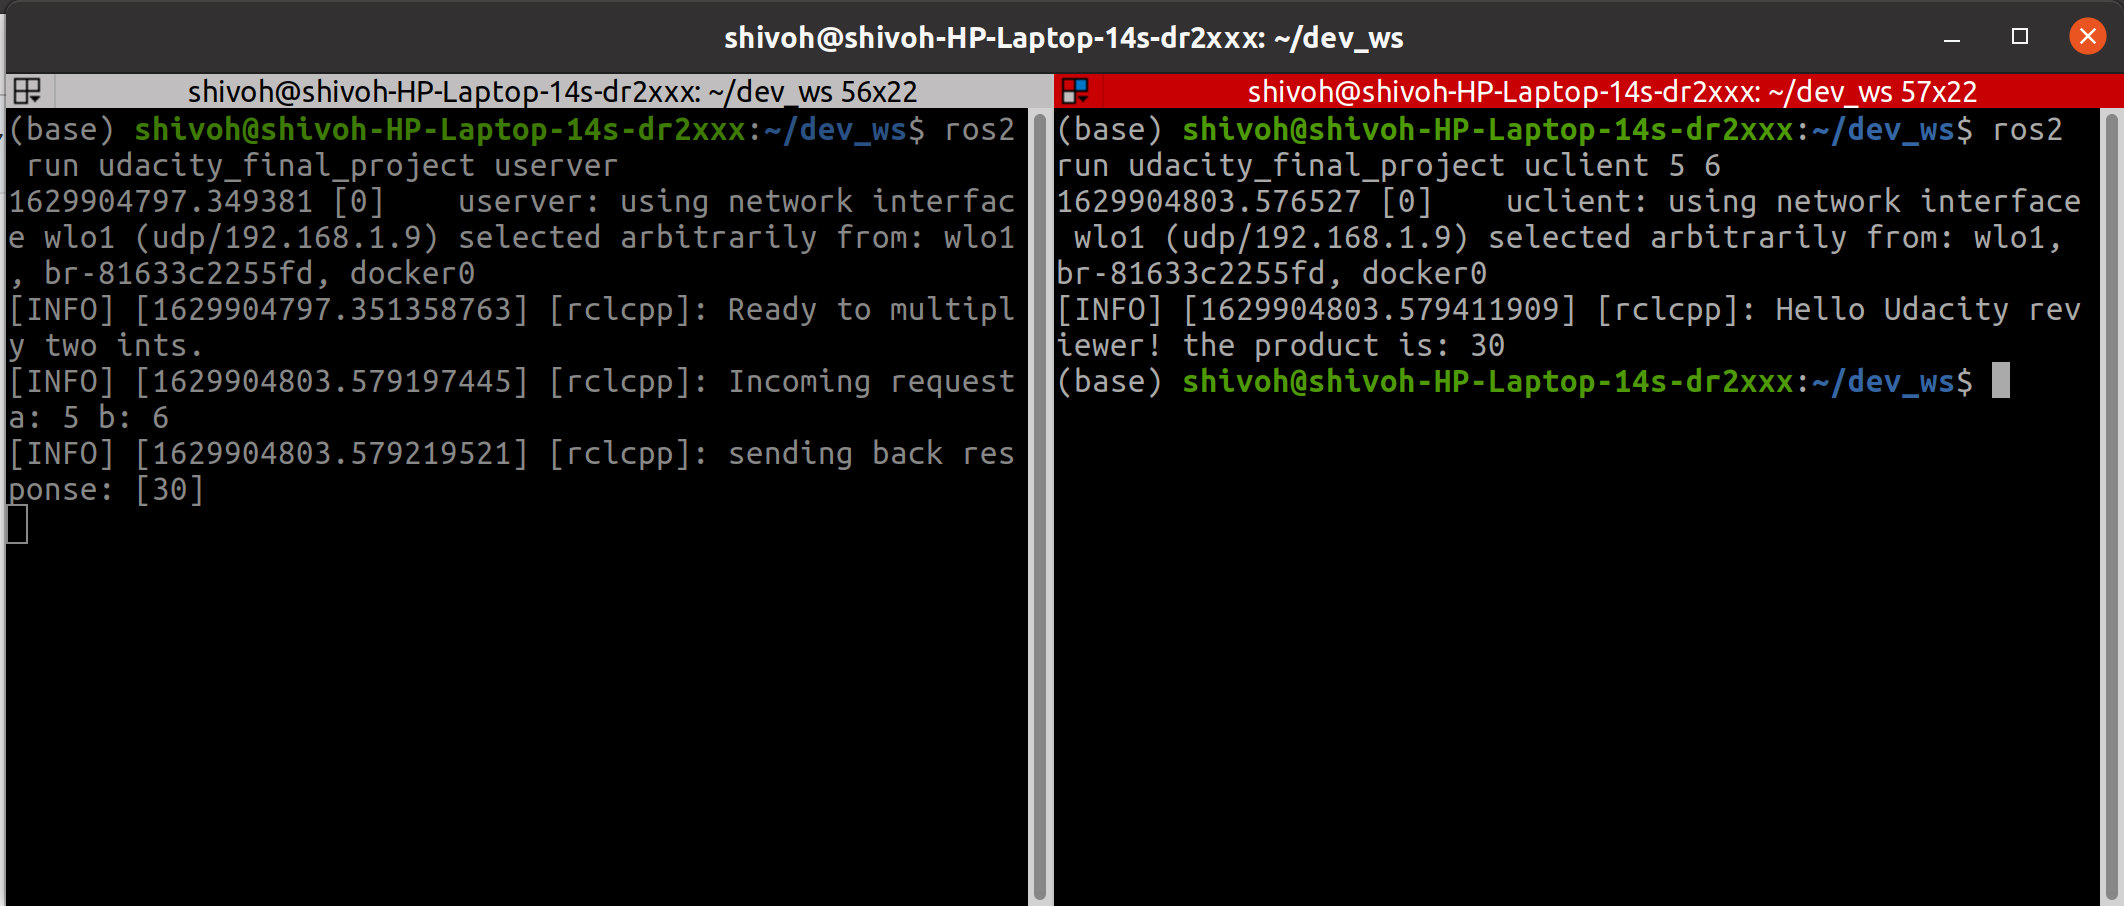 shivoh@shivoh-HP-Laptop-14s-dr2xxx: ~/dev_ws
shivoh@shivoh-HP-Laptop-14s-dr2xxx: ~/dev_ws 56x22
(base) shivoh@shivoh-HP-Laptop-14s-dr2xxx:~/dev_ws$ ros2
 run udacity_final_project userver
1629904797.349381 [0]    userver: using network interfac
e wlo1 (udp/192.168.1.9) selected arbitrarily from: wlo1
, br-81633c2255fd, docker0
[INFO] [1629904797.351358763] [rclcpp]: Ready to multipl
y two ints.
[INFO] [1629904803.579197445] [rclcpp]: Incoming request
a: 5 b: 6
[INFO] [1629904803.579219521] [rclcpp]: sending back res
ponse: [30]
shivoh@shivoh-HP-Laptop-14s-dr2xxx: ~/dev_ws 57x22
(base) shivoh@shivoh-HP-Laptop-14s-dr2xxx:~/dev_ws$ ros2
run udacity_final_project uclient 5 6
1629904803.576527 [0]    uclient: using network interface
 wlo1 (udp/192.168.1.9) selected arbitrarily from: wlo1,
br-81633c2255fd, docker0
[INFO] [1629904803.579411909] [rclcpp]: Hello Udacity rev
iewer! the product is: 30
(base) shivoh@shivoh-HP-Laptop-14s-dr2xxx:~/dev_ws$